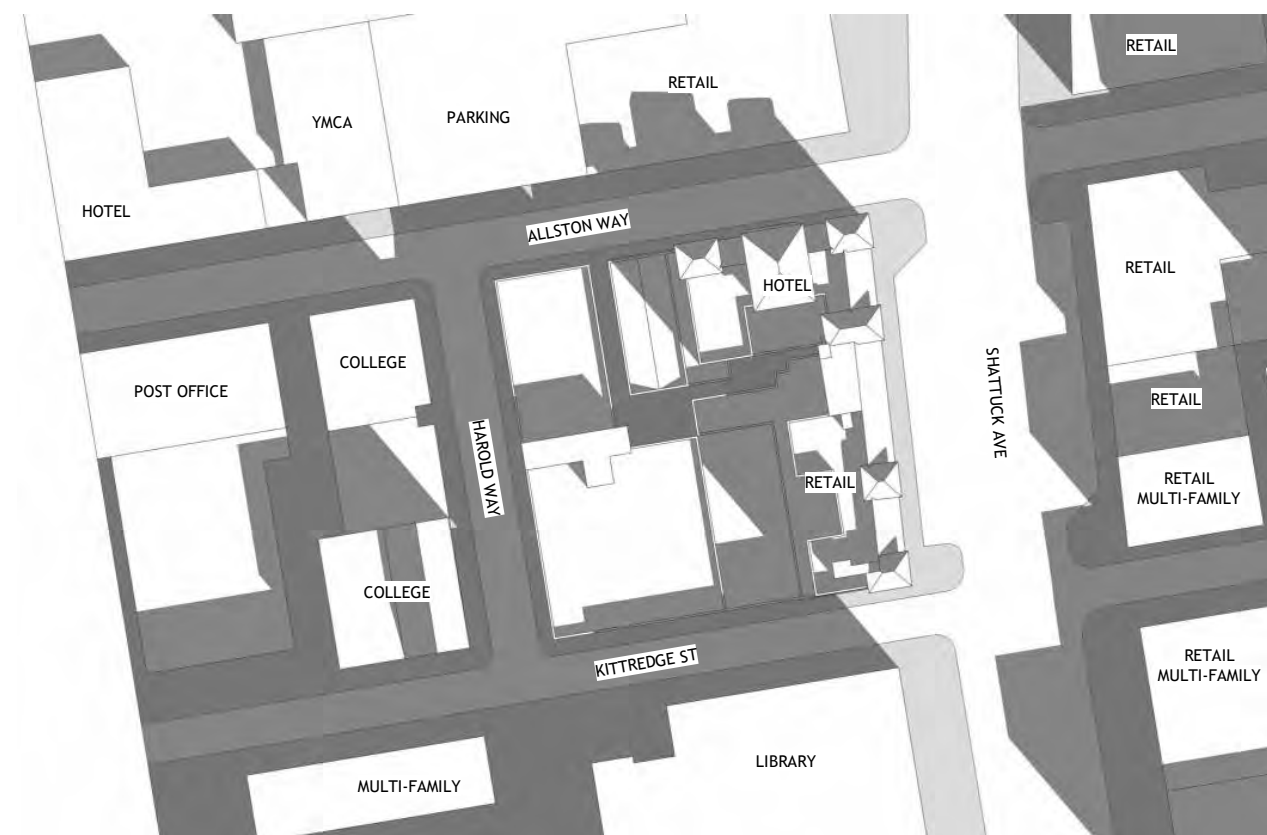 RETAIL
RETAIL
PARKING
YMCA
HOTEL
ALLSTON WAY
RETAIL
HOTEL
COLLEGE
POST OFFICE
SHATTUCK AVE
RETAIL
HAROLD WAY
RETAIL
RETAIL
MULTI-FAMILY
COLLEGE
KITTREDGE ST
RETAIL
MULTI-FAMILY
LIBRARY
MULTI-FAMILY